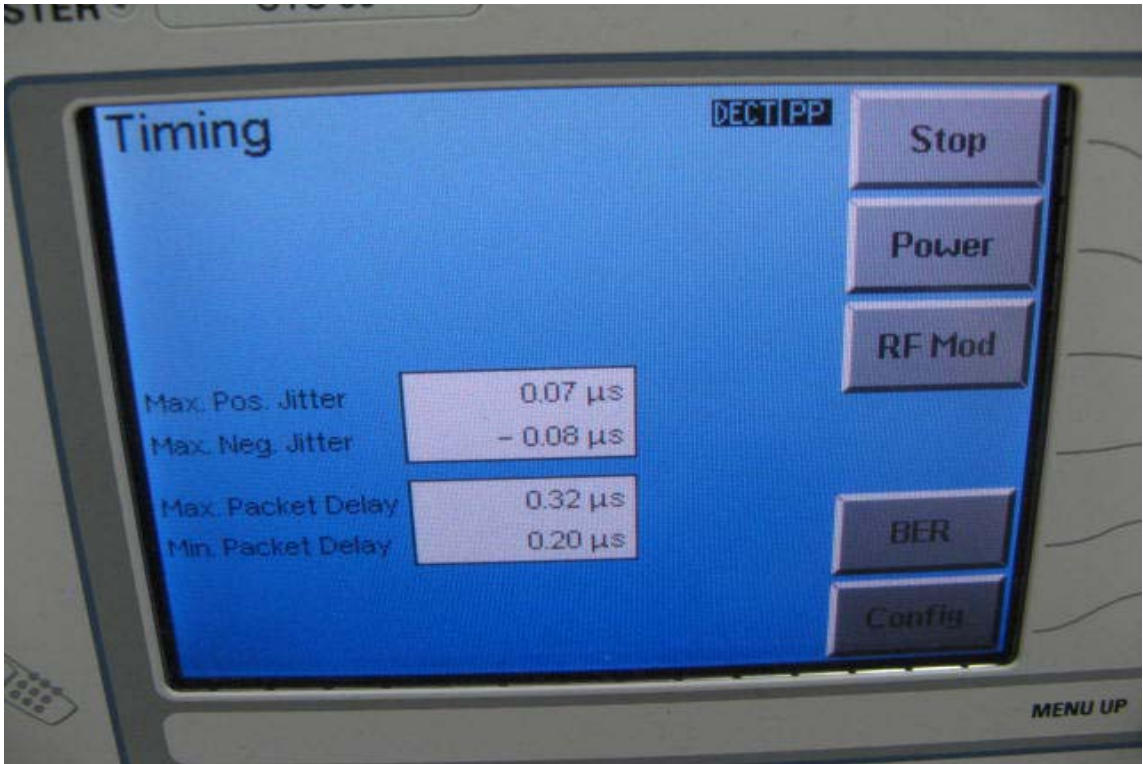 Timing
DECT PP
Stop
Power
RF Mod
Max. Pos. Jitter 0.07 µs
Max. Neg. Jitter - 0.08 µs
Max. Packet Delay 0.32 µs
Min. Packet Delay 0.20 µs
BER
Config
MENU UP